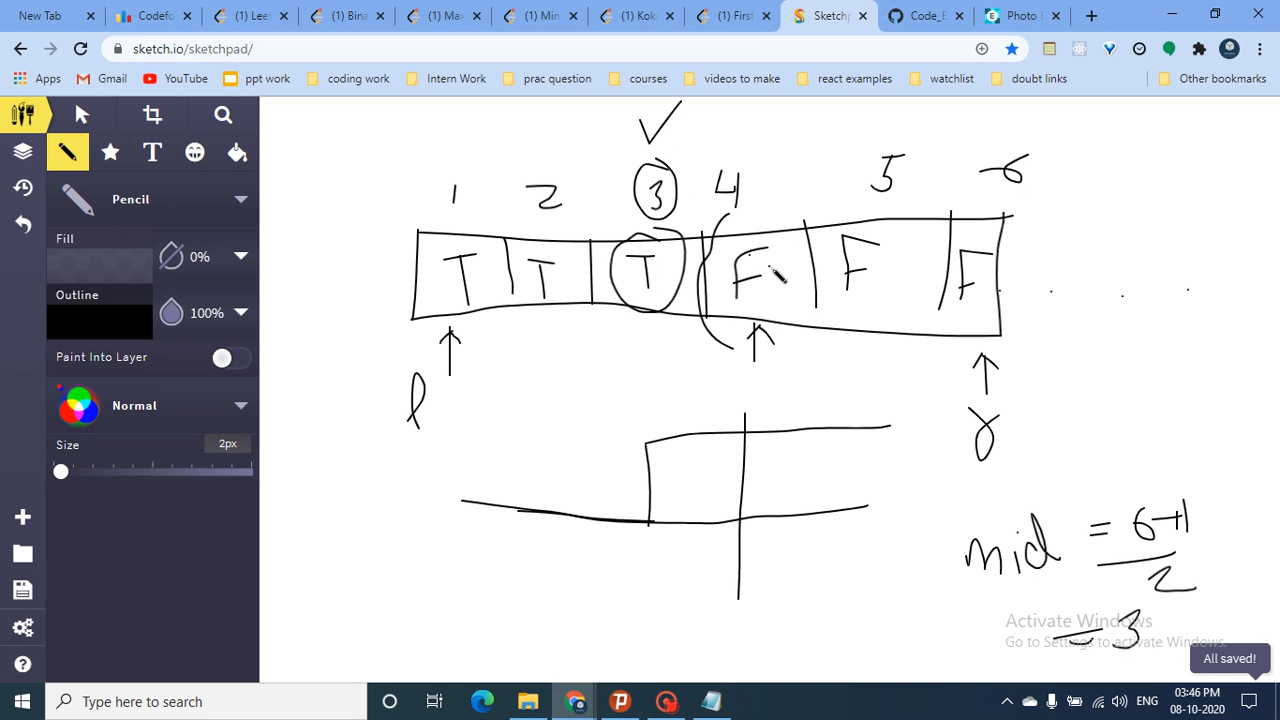 New Tab
Codefo
(1) Leet
(1) Bina
(1) Max
(1) Mini
(1) Koko
(1) First
Sketchp
Code_E
Photo E
sketch.io/sketchpad/
Apps Gmail YouTube ppt work coding work Intern Work prac question courses videos to make react examples watchlist doubt links Other bookmarks
Pencil
Fill
0%
Outline
100%
Paint Into Layer
Normal
Size 2px
1 2 3 4 5 6
T T T F F F
l
r
mid = 6+1
2
= 3
Activate Windows
Go to Settings to activate Windows.
All saved!
Type here to search
ENG
03:46 PM
08-10-2020